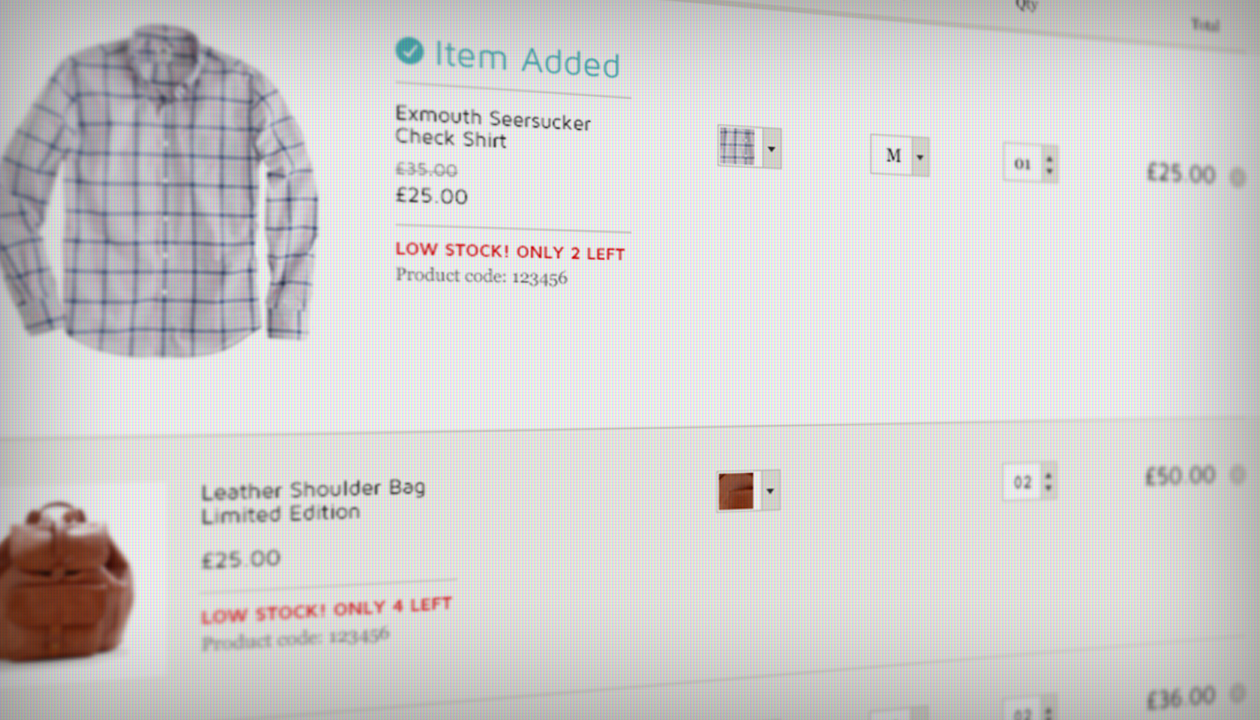 Qty
Total
Item Added
Exmouth Seersucker
Check Shirt
£35.00
£25.00
LOW STOCK! ONLY 2 LEFT
Product code: 123456
M
01
£25.00
Leather Shoulder Bag
Limited Edition
£25.00
LOW STOCK! ONLY 4 LEFT
Product code: 123456
02
£50.00
02
£36.00